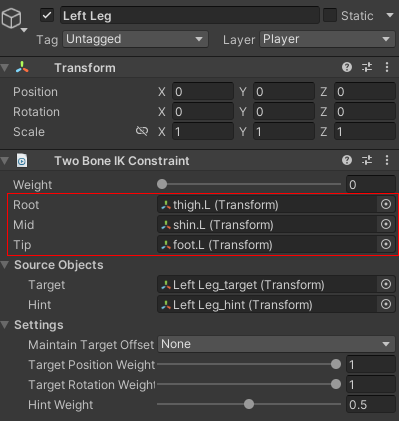 Left Leg Static
Tag Untagged Layer Player
Transform
Position X 0 Y 0 Z 0
Rotation X 0 Y 0 Z 0
Scale X 1 Y 1 Z 1
Two Bone IK Constraint
Weight 0
Root thigh.L (Transform)
Mid shin.L (Transform)
Tip foot.L (Transform)
Source Objects
Target Left Leg_target (Transform)
Hint Left Leg_hint (Transform)
Settings
Maintain Target Offset None
Target Position Weight 1
Target Rotation Weight 1
Hint Weight 0.5